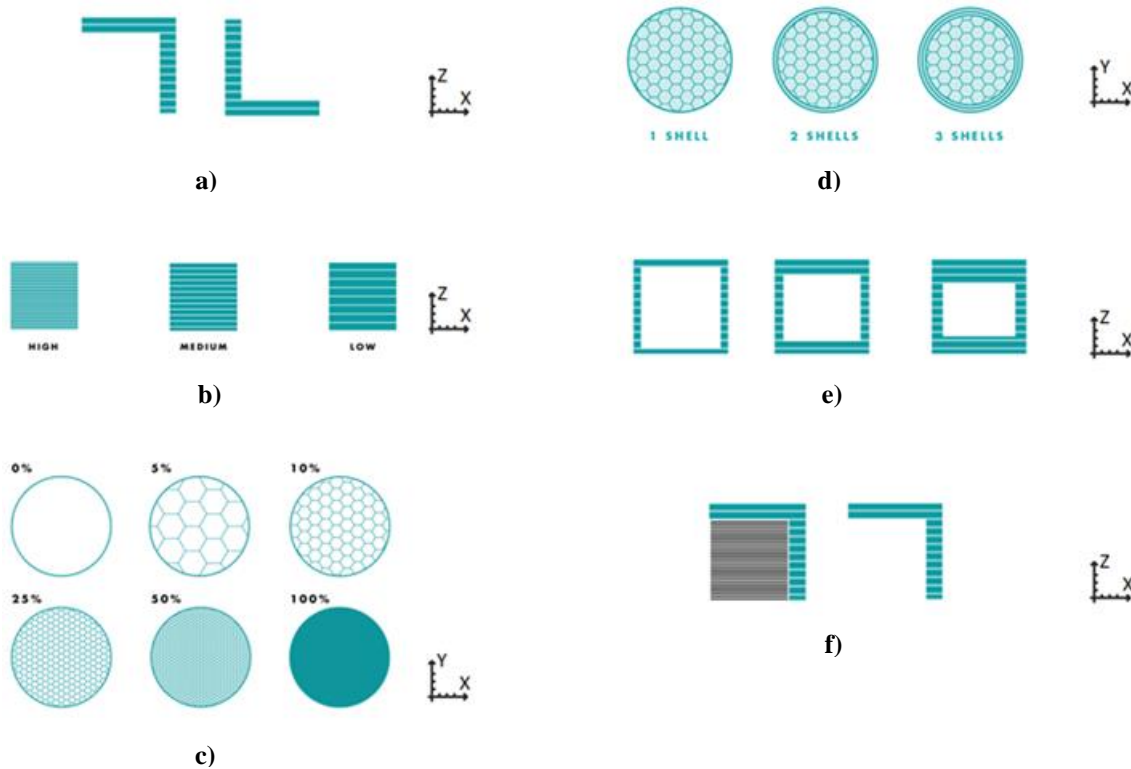 Z
X
a)
HIGH
MEDIUM
LOW
Z
X
b)
0%
5%
10%
25%
50%
100%
Y
X
c)
Y
X
1 SHELL
2 SHELLS
3 SHELLS
d)
Z
X
e)
Z
X
f)